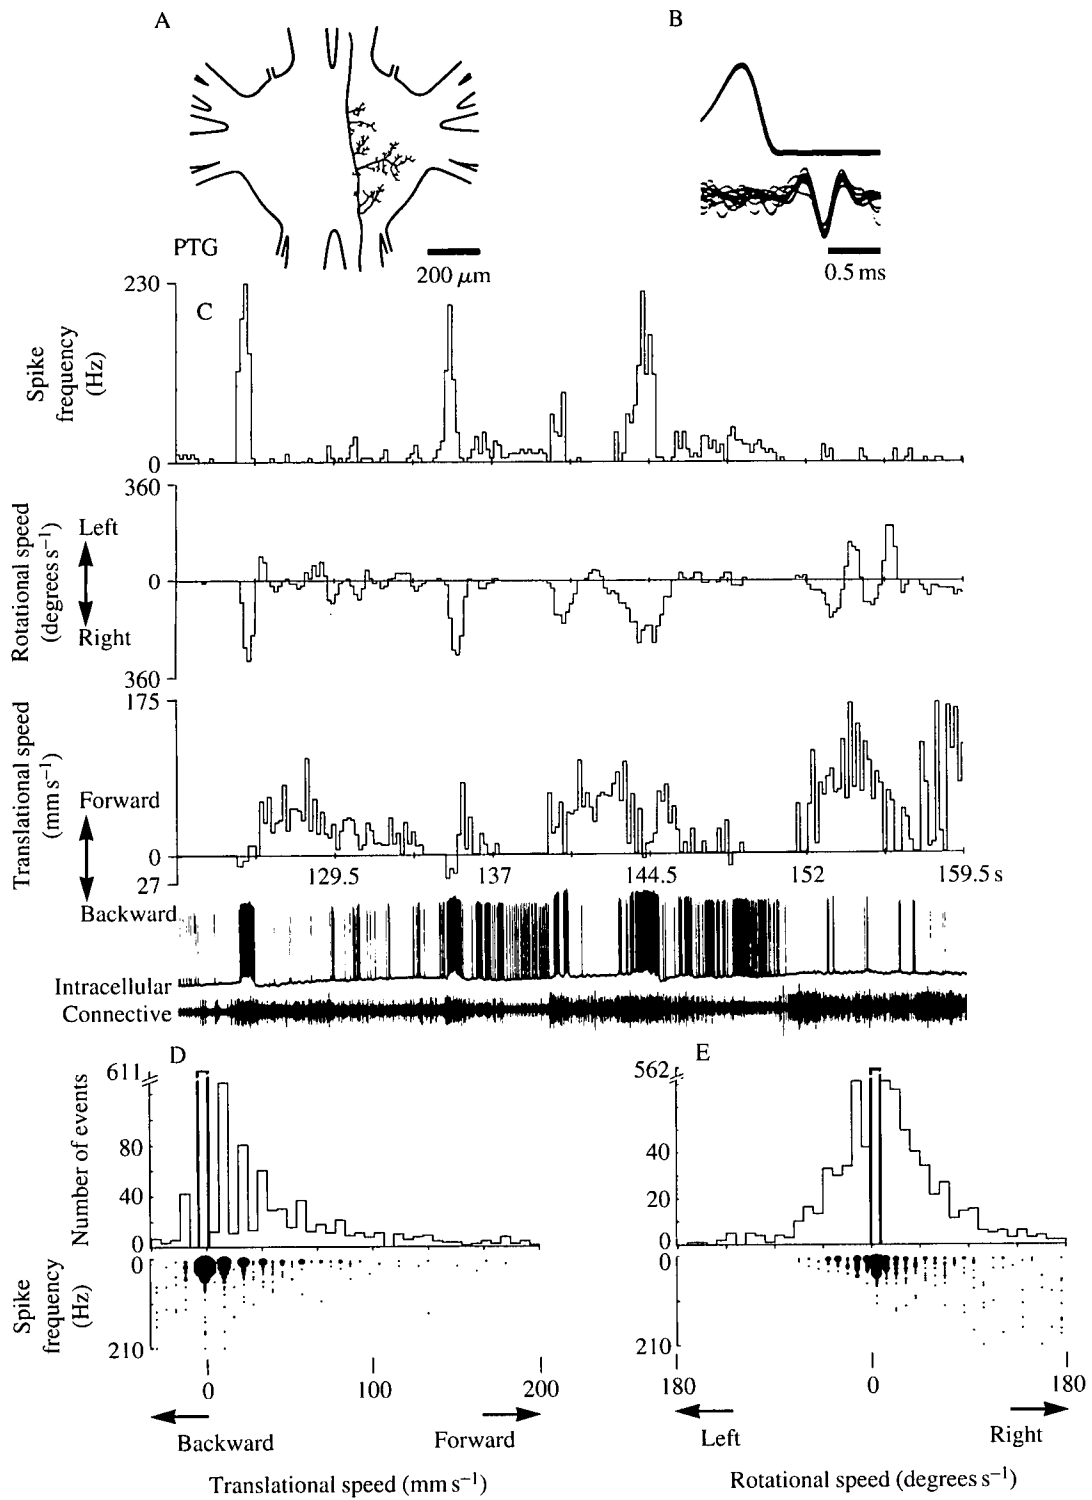 A
B
PTG
200 μm
0.5 ms
C
230
Spike
frequency
(Hz)
0
360
Left
0
Right
360
Rotational speed
(degrees s⁻¹)
175
Translational speed
(mm s⁻¹)
Forward
0
27
Backward
129.5 137 144.5 152 159.5 s
Intracellular
Connective
D
611
Number of events
80
40
0
0
Spike
frequency
(Hz)
210
0 100 200
Backward Forward
Translational speed (mm s⁻¹)
E
562
40
20
0
0
210
180 0 180
Left Right
Rotational speed (degrees s⁻¹)